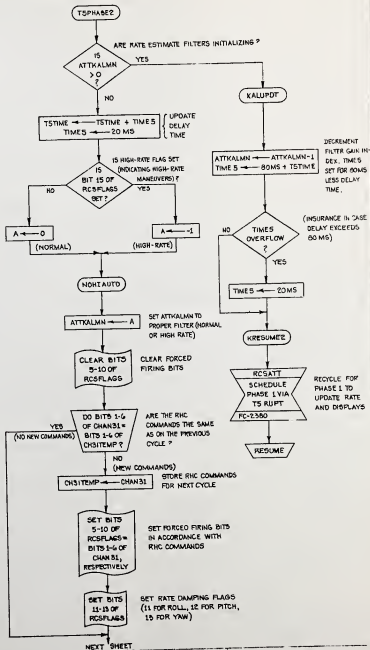 T5PHASE2
ARE RATE ESTIMATE FILTERS INITIALIZING ?
IS
ATTKALMN
> 0
?
YES
NO
T5TIME ← T5TIME + TIME5
TIME5 ← 20 MS
UPDATE
DELAY
TIME
IS HIGH-RATE FLAG SET
(INDICATING HIGH-RATE
MANEUVERS) ?
IS
BIT 15 OF
RCSFLAGS
SET ?
NO
YES
A ← 0
A ← -1
(NORMAL)
(HIGH-RATE)
NOHIAUTO
ATTKALMN ← A
SET ATTKALMN TO
PROPER FILTER (NORMAL
OR HIGH RATE)
CLEAR BITS
5-10 OF
RCSFLAGS
CLEAR FORCED
FIRING BITS
DO BITS 1-6
OF CHAN31=
BITS 1-6 OF
CH31TEMP ?
YES
(NO NEW COMMANDS)
ARE THE RHC
COMMANDS THE SAME
AS ON THE PREVIOUS
CYCLE ?
NO
(NEW COMMANDS)
CH31TEMP ← CHAN31
STORE RHC COMMANDS
FOR NEXT CYCLE
SET BITS
5-10 OF
RCSFLAGS=
BITS 1-6 OF
CHAN 31,
RESPECTIVELY
SET FORCED FIRING BITS
IN ACCORDANCE WITH
RHC COMMANDS
SET BITS
11-13 OF
RCSFLAGS
SET RATE DAMPING FLAGS
(11 FOR ROLL, 12 FOR PITCH,
13 FOR YAW)
NEXT SHEET
KALUPDT
ATTKALMN ← ATTKALMN-1
TIME5 ← 80MS + T5TIME
DECREMENT
FILTER GAIN IN-
DEX. TIME5
SET FOR 80MS
LESS DELAY
TIME.
TIME5
OVERFLOW
?
NO
YES
(INSURANCE IN CASE
DELAY EXCEEDS
80 MS)
TIME5 ← 20MS
KRESUME2
RCSATT
SCHEDULE
PHASE 1 VIA
T5 RUPT
FC-2380
RECYCLE FOR
PHASE 1 TO
UPDATE RATE
AND DISPLAYS
RESUME